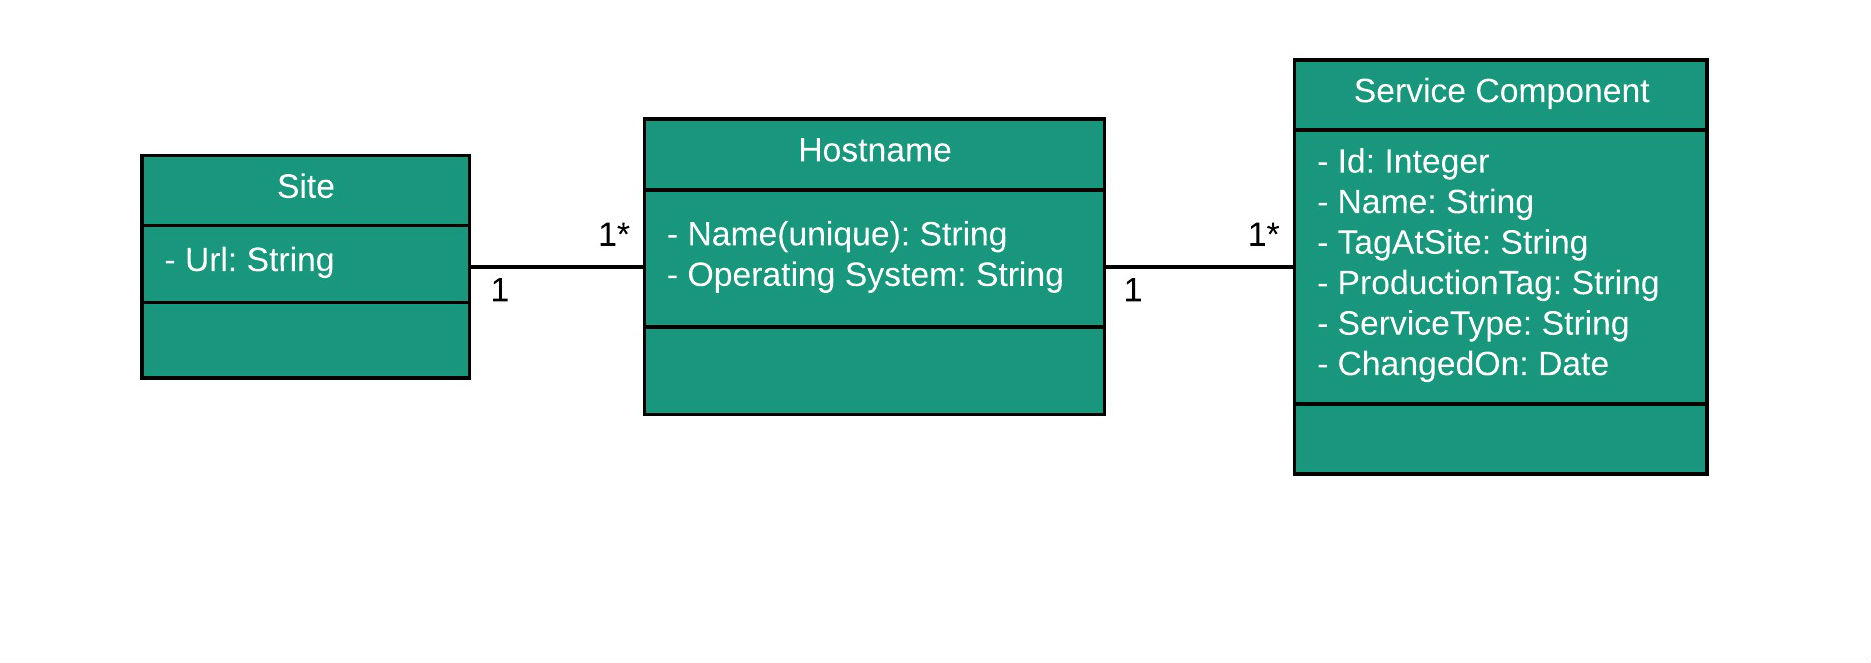 Site
- Url: String
1
1*
Hostname
- Name(unique): String
- Operating System: String
1
1*
Service Component
- Id: Integer
- Name: String
- TagAtSite: String
- ProductionTag: String
- ServiceType: String
- ChangedOn: Date